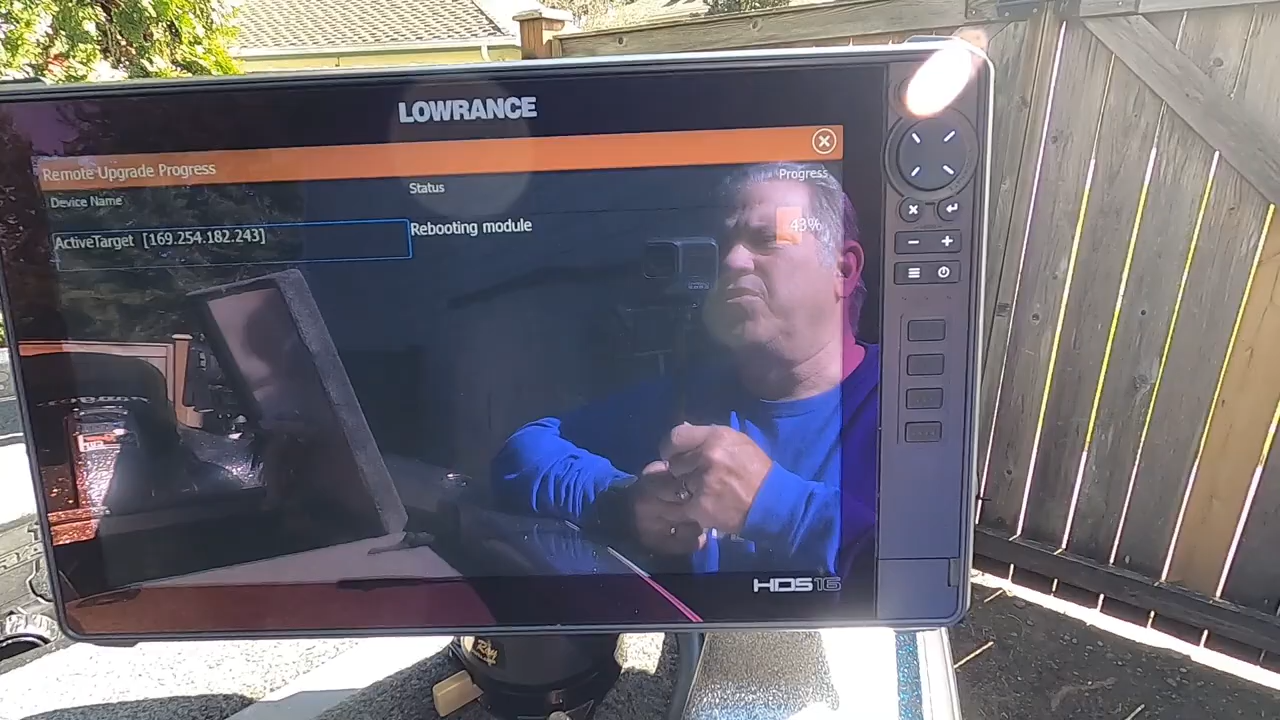 LOWRANCE
Remote Upgrade Progress
Device Name
Status
Progress
ActiveTarget [169.254.182.243]
Rebooting module
43%
HDS16